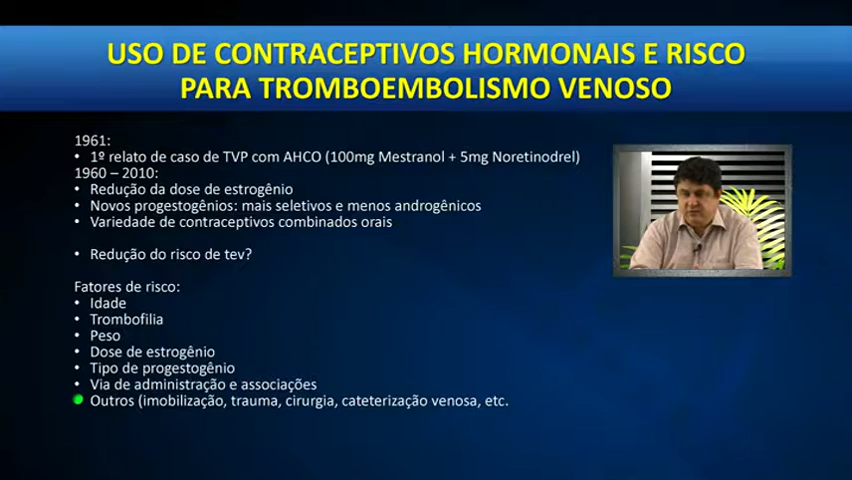 USO DE CONTRACEPTIVOS HORMONAIS E RISCO
PARA TROMBOEMBOLISMO VENOSO
1961:
• 1º relato de caso de TVP com AHCO (100mg Mestranol + 5mg Noretinodrel)
1960 – 2010:
• Redução da dose de estrogênio
• Novos progestogênios: mais seletivos e menos androgênicos
• Variedade de contraceptivos combinados orais
• Redução do risco de tev?
Fatores de risco:
• Idade
• Trombofilia
• Peso
• Dose de estrogênio
• Tipo de progestogênio
• Via de administração e associações
• Outros (imobilização, trauma, cirurgia, cateterização venosa, etc.